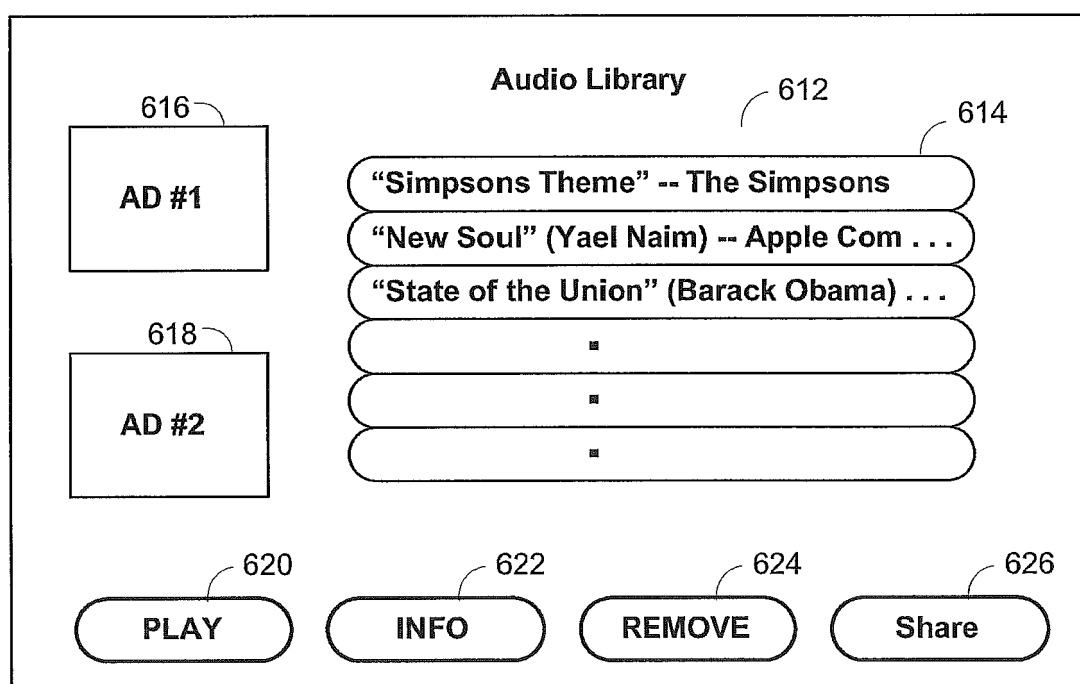 Audio Library
612
614
616
AD #1
"Simpsons Theme" -- The Simpsons
"New Soul" (Yael Naim) -- Apple Com . . .
"State of the Union" (Barack Obama) . . .
618
AD #2
620
622
624
626
PLAY
INFO
REMOVE
Share